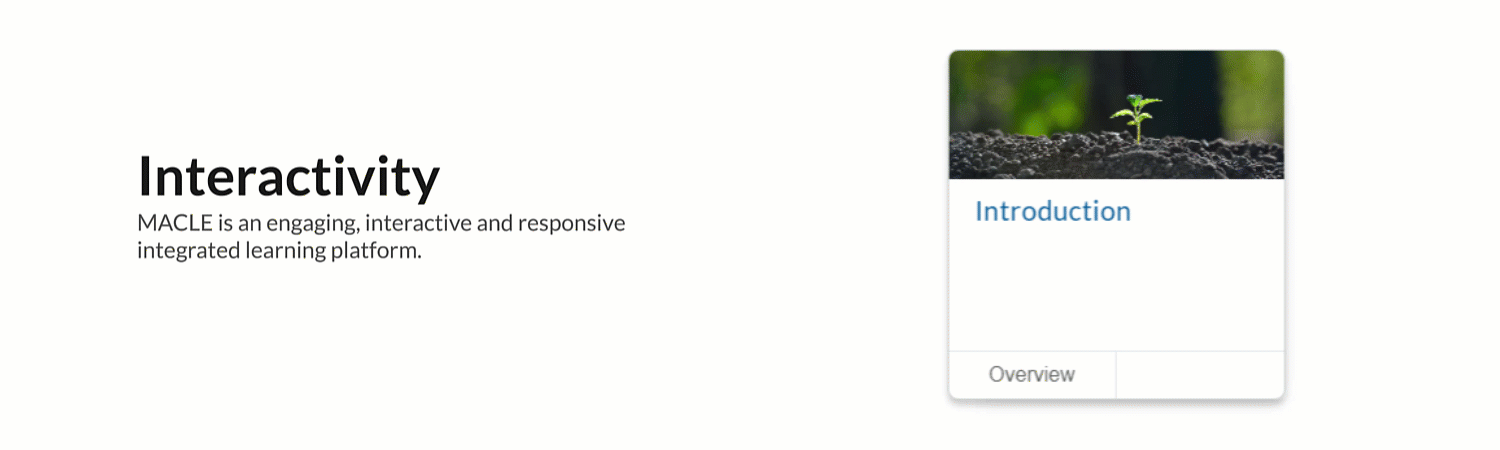 Interactivity
MACLE is an engaging, interactive and responsive
integrated learning platform.
Introduction
Overview